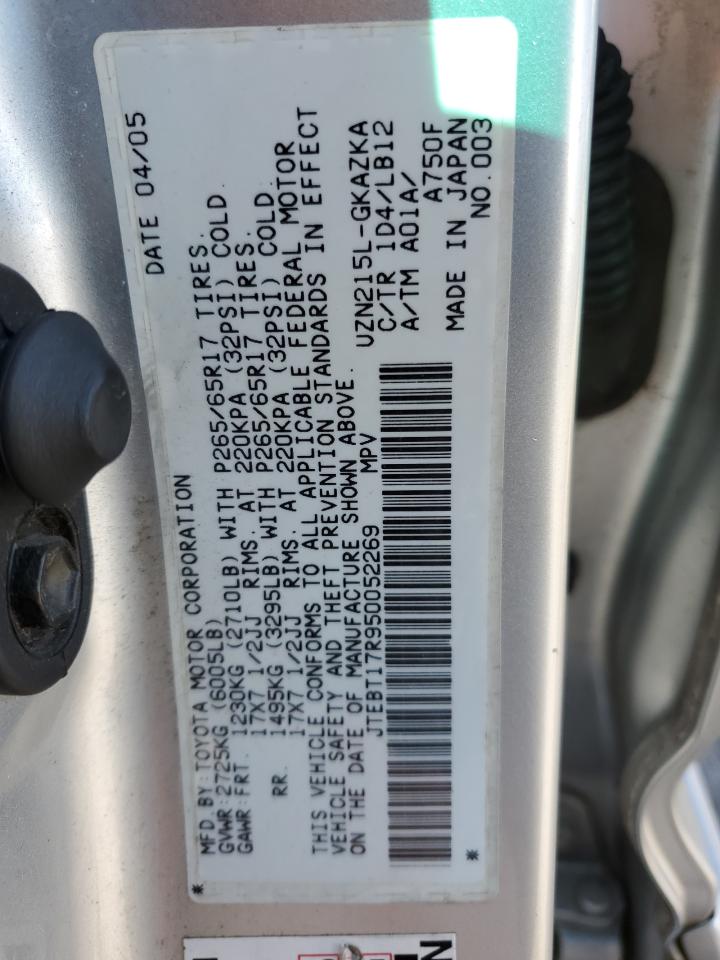 MFD.BY:TOYOTA MOTOR CORPORATION DATE 04/05
GVWR:2725KG (6005LB)
GAWR:FRT. 1230KG (2710LB) WITH P265/65R17 TIRES.
17X7 1/2JJ RIMS. AT 220KPA (32PSI) COLD.
RR. 1495KG (3295LB) WITH P265/65R17 TIRES.
17X7 1/2JJ RIMS. AT 220KPA (32PSI) COLD.
THIS VEHICLE CONFORMS TO ALL APPLICABLE FEDERAL MOTOR
VEHICLE SAFETY AND THEFT PREVENTION STANDARDS IN EFFECT
ON THE DATE OF MANUFACTURE SHOWN ABOVE.
JTEBT17R950052269 MPV
UZN215L-GKAZKA
C/TR 1D4/LB12
A/TM A01A/ A750F
MADE IN JAPAN
NO.003
* *
N